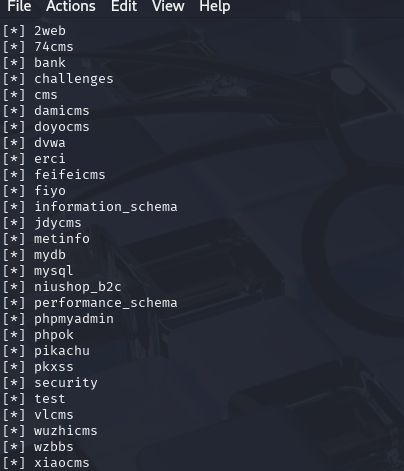 File Actions Edit View Help
[*] 2web
[*] 74cms
[*] bank
[*] challenges
[*] cms
[*] damicms
[*] doyocms
[*] dvwa
[*] erci
[*] feifeicms
[*] fiyo
[*] information_schema
[*] jdycms
[*] metinfo
[*] mydb
[*] mysql
[*] niushop_b2c
[*] performance_schema
[*] phpmyadmin
[*] phpok
[*] pikachu
[*] pkxss
[*] security
[*] test
[*] vlcms
[*] wuzhicms
[*] wzbbs
[*] xiaocms